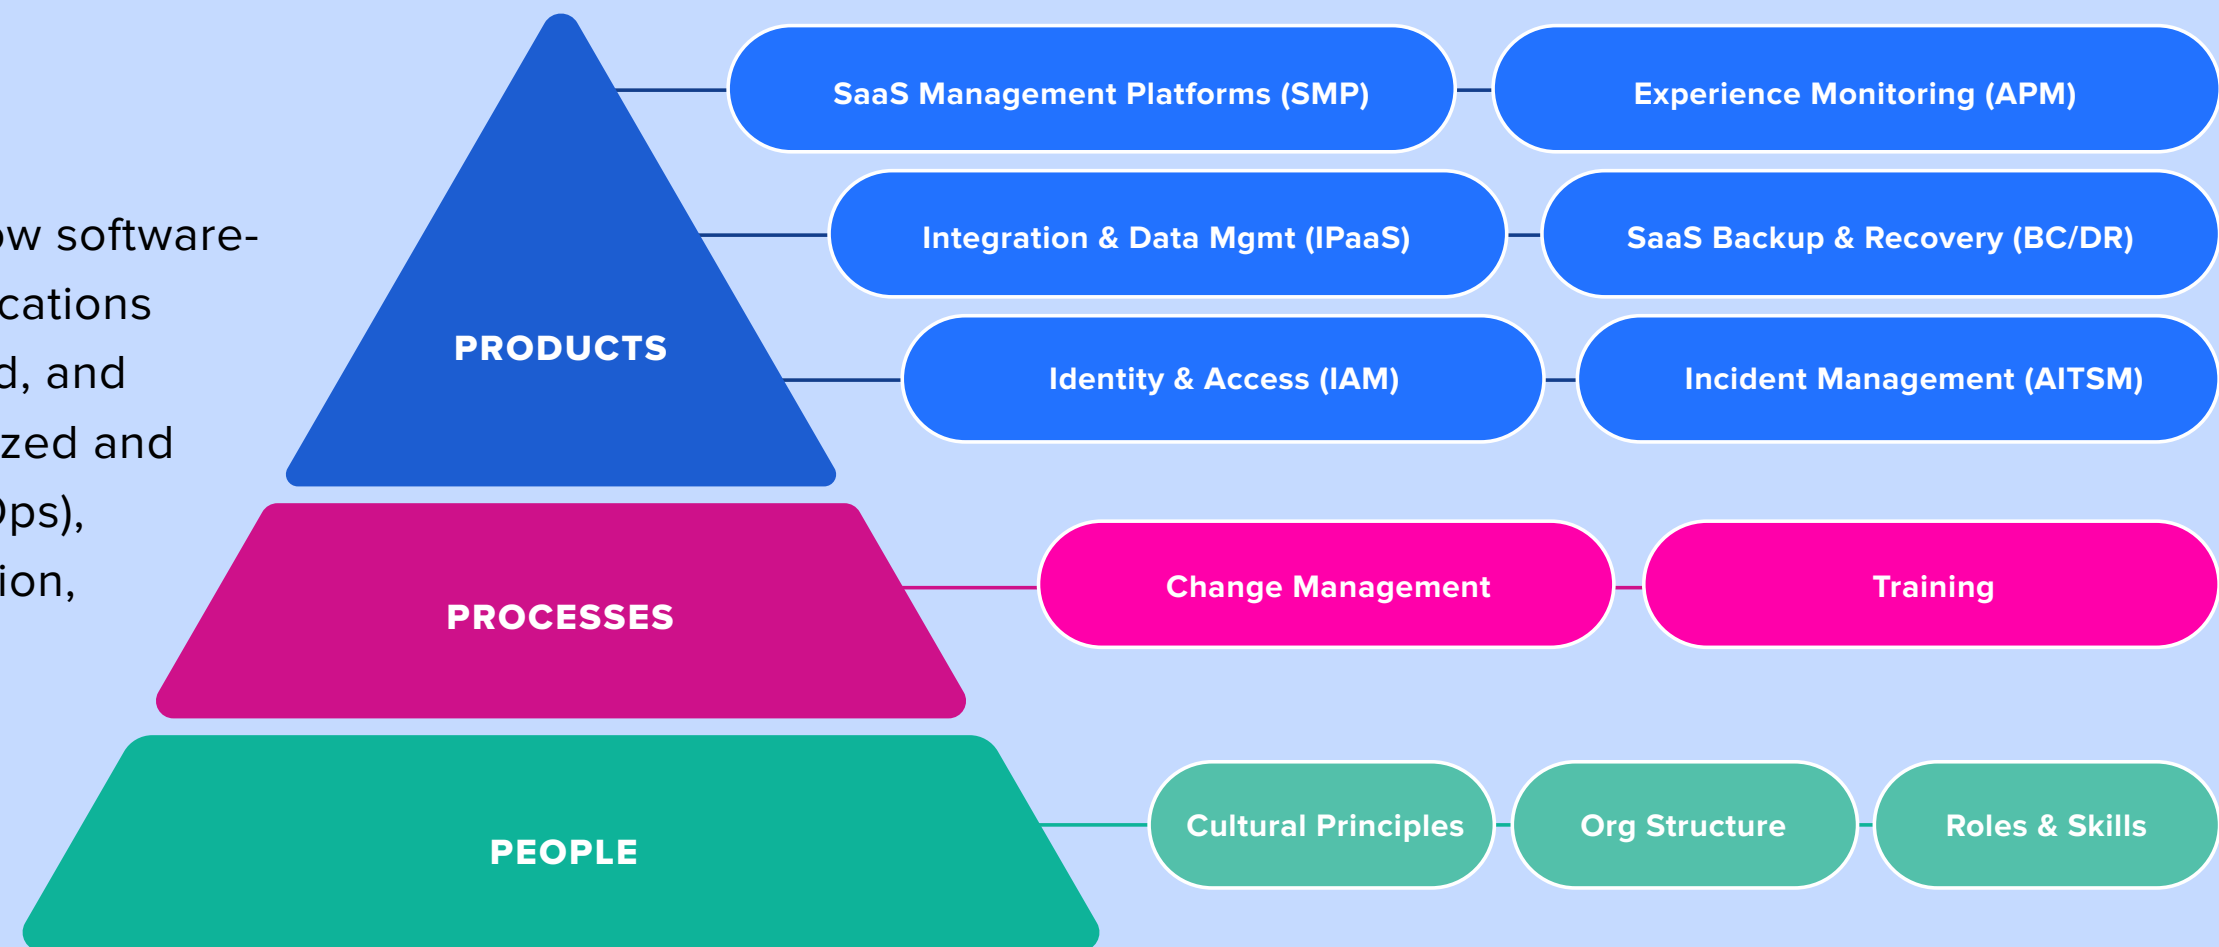 ow software-
cations
d, and
zed and
Ops),
ion,
PRODUCTS
SaaS Management Platforms (SMP)
Experience Monitoring (APM)
Integration & Data Mgmt (IPaaS)
SaaS Backup & Recovery (BC/DR)
Identity & Access (IAM)
Incident Management (AITSM)
PROCESSES
Change Management
Training
PEOPLE
Cultural Principles
Org Structure
Roles & Skills